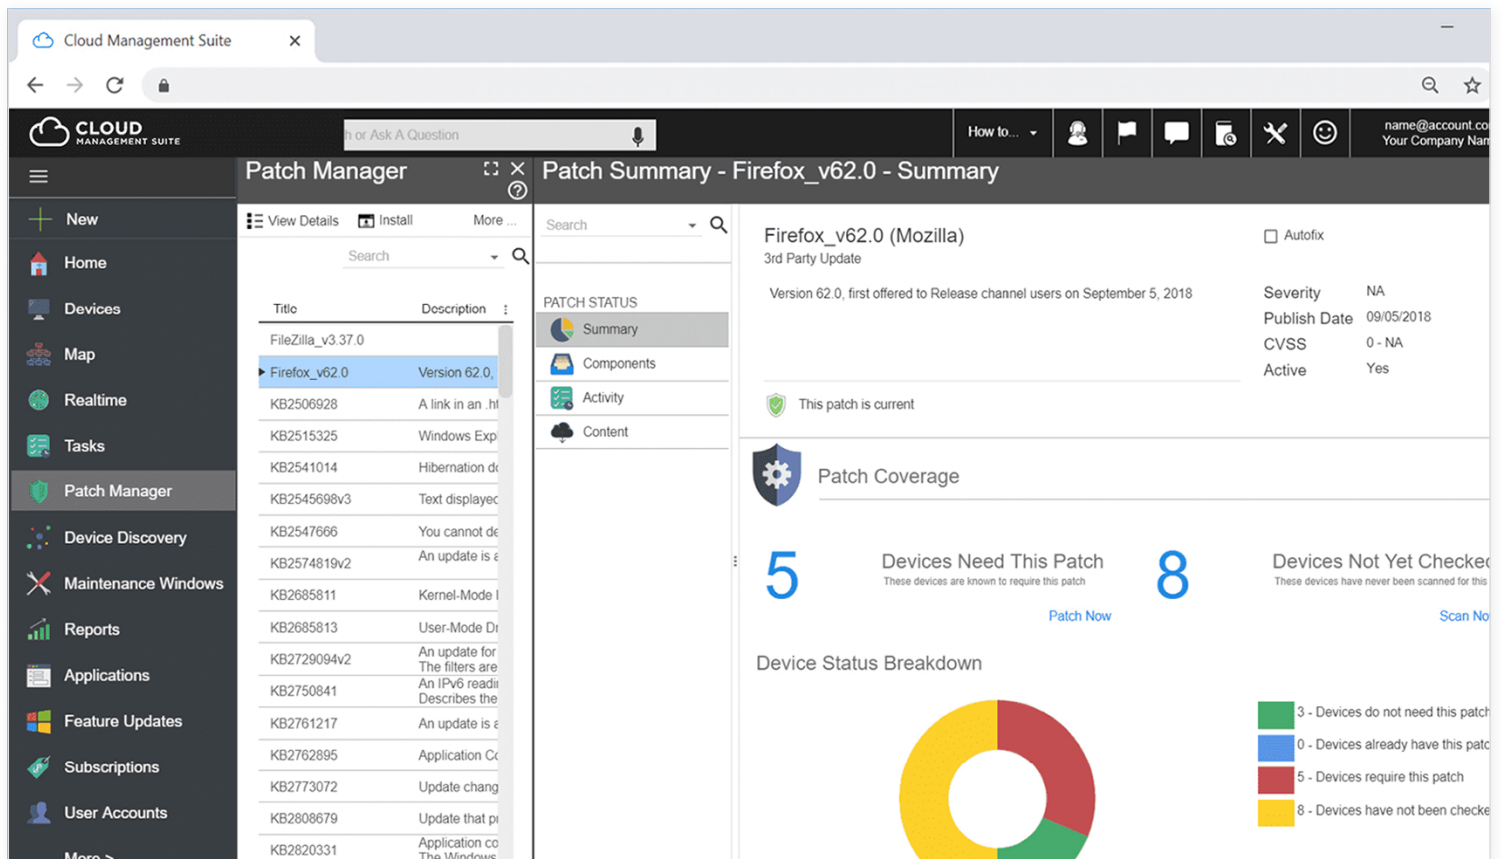 Cloud Management Suite
CLOUD
MANAGEMENT SUITE
h or Ask A Question
How to...
name@account.co
Your Company Nam
New
Home
Devices
Map
Realtime
Tasks
Patch Manager
Device Discovery
Maintenance Windows
Reports
Applications
Feature Updates
Subscriptions
User Accounts
More >
Patch Manager
View Details Install More ...
Search
Title Description
FileZilla_v3.37.0
Firefox_v62.0 Version 62.0,
KB2506928 A link in an .ht
KB2515325 Windows Expl
KB2541014 Hibernation do
KB2545698v3 Text displayed
KB2547666 You cannot de
KB2574819v2 An update is a
KB2685811 Kernel-Mode
KB2685813 User-Mode Dr
KB2729094v2 An update for
The filters are
KB2750841 An IPv6 readi
Describes the
KB2761217 An update is a
KB2762895 Application Co
KB2773072 Update chang
KB2808679 Update that pr
KB2820331 Application co
The Windows
Patch Summary - Firefox_v62.0 - Summary
Search
PATCH STATUS
Summary
Components
Activity
Content
Firefox_v62.0 (Mozilla)
3rd Party Update
Version 62.0, first offered to Release channel users on September 5, 2018
Autofix
Severity NA
Publish Date 09/05/2018
CVSS 0 - NA
Active Yes
This patch is current
Patch Coverage
5
Devices Need This Patch
These devices are known to require this patch
Patch Now
8
Devices Not Yet Checked
These devices have never been scanned for this
Scan No
Device Status Breakdown
3 - Devices do not need this patch
0 - Devices already have this patc
5 - Devices require this patch
8 - Devices have not been checke